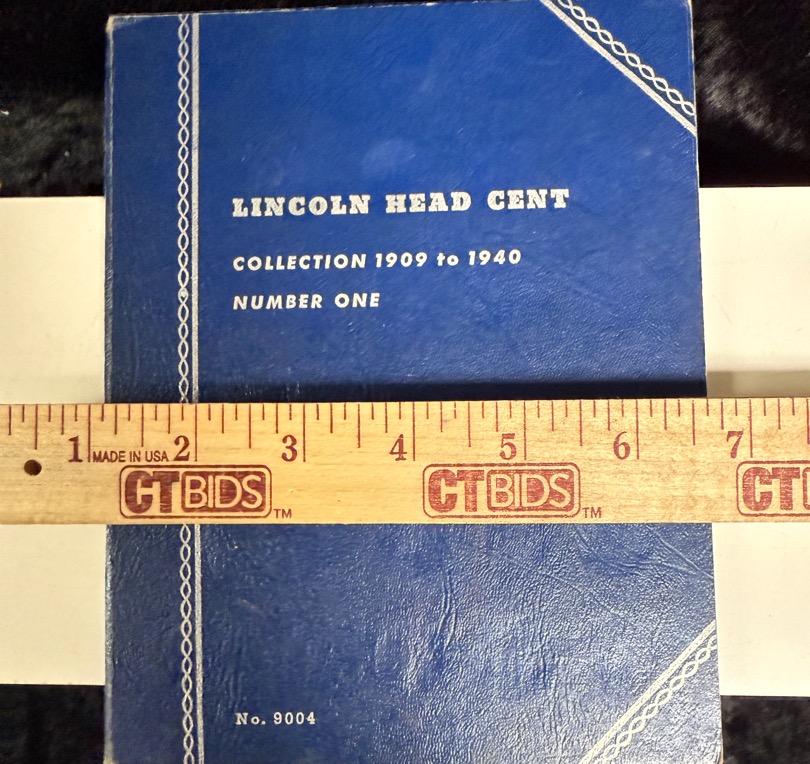 LINCOLN HEAD CENT
COLLECTION 1909 to 1940
NUMBER ONE
1 MADE IN USA 2 3 4 5 6 7
CTBIDS™ CTBIDS™ CT
No. 9004